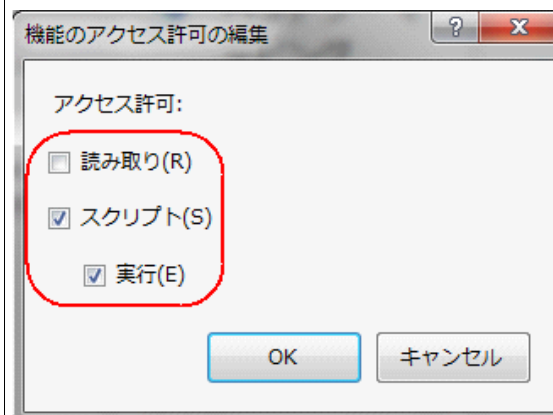 機能のアクセス許可の編集
アクセス許可:
読み取り(R)
スクリプト(S)
実行(E)
OK キャンセル